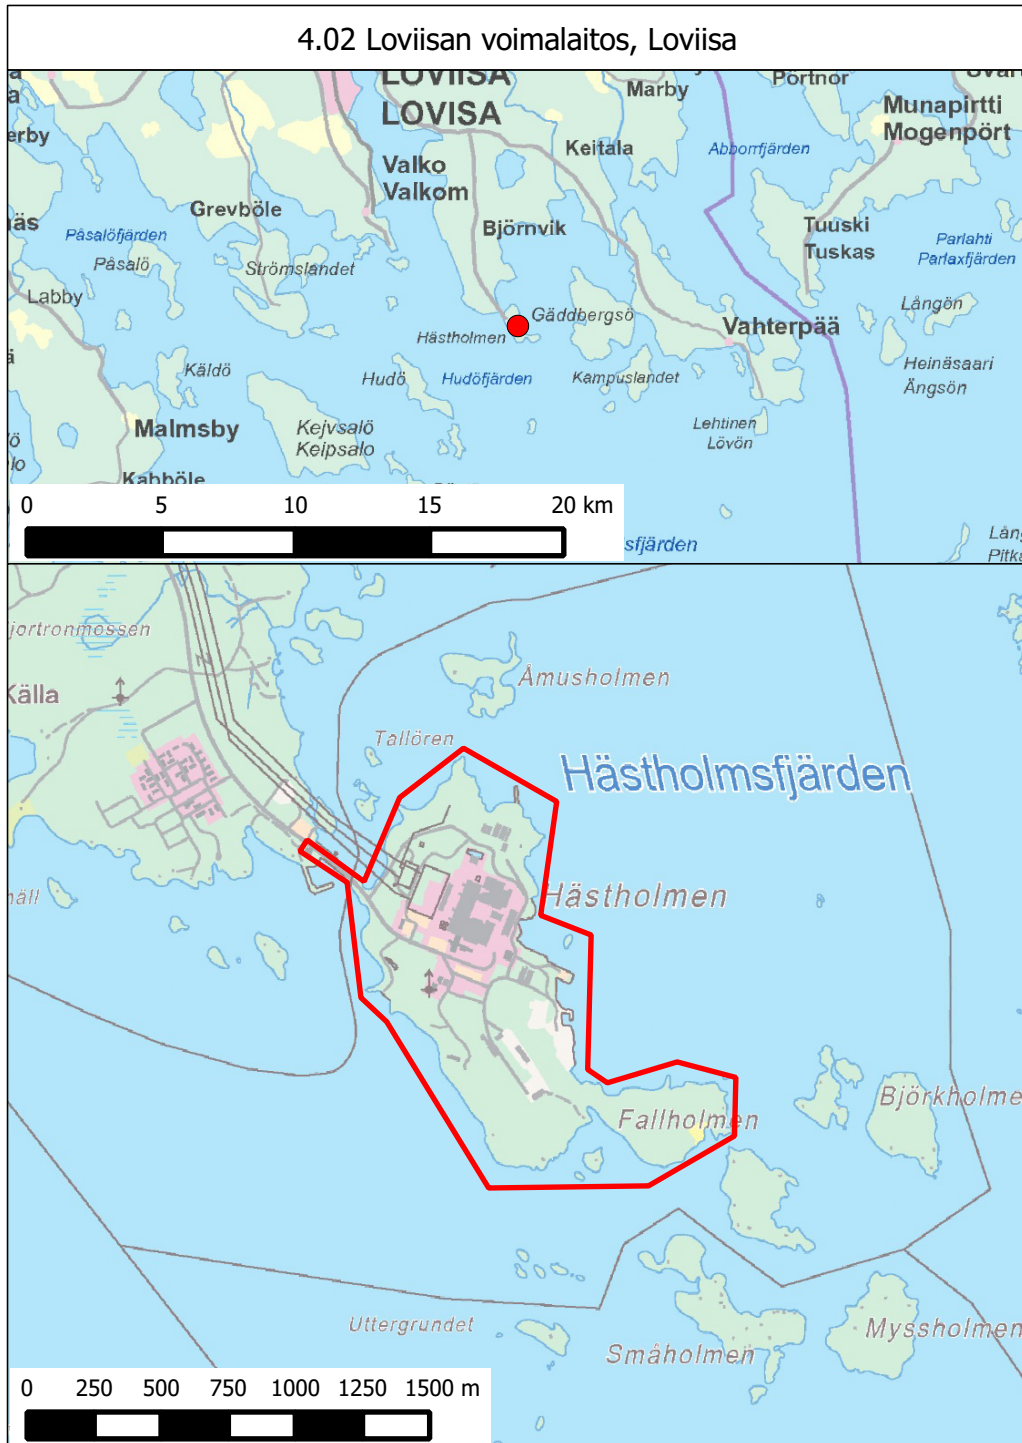 4.02 Loviisan voimalaitos, Loviisa
LOVIISA
LOVISA
Marby
Pörtnor
Munapirtti
Mogenpört
Keitala
Abborrfjärden
Valko
Valkom
Grevböle
Björnvik
Tuuski
Tuskas
Påsalöfjärden
Påsalö
Strömslandet
Parlahti
Parlaxfjärden
Labby
Långön
Gäddbergsö
Hästholmen
Vahterpää
Heinäsaari
Ängsön
Käldö
Hudö
Hudöfjärden
Kampuslandet
Malmsby
Kejvsalö
Keipsalo
Lehtinen
Lövön
Kabböle
0 5 10 15 20 km
sfjärden
jortronmossen
Källa
Åmusholmen
Tallören
Hästholmsfjärden
Hästholmen
Fallholmen
Björkholme
Uttergrundet
Småholmen
Myssholmen
0 250 500 750 1000 1250 1500 m